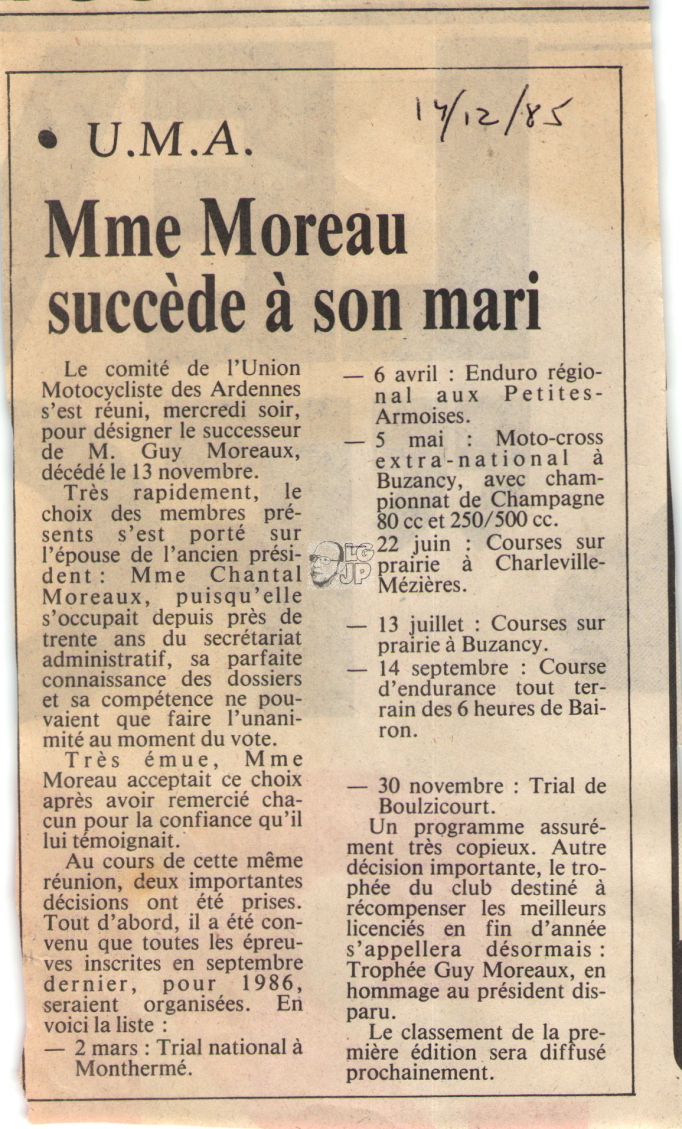 14/12/85
• U.M.A.
Mme Moreau
succède à son mari
Le comité de l'Union
Motocycliste des Ardennes
s'est réuni, mercredi soir,
pour désigner le successeur
de M. Guy Moreaux,
décédé le 13 novembre.
Très rapidement, le
choix des membres pré-
sents s'est porté sur
l'épouse de l'ancien prési-
dent : Mme Chantal
Moreaux, puisqu'elle
s'occupait depuis près de
trente ans du secrétariat
administratif, sa parfaite
connaissance des dossiers
et sa compétence ne pou-
vaient que faire l'unani-
mité au moment du vote.
Très émue, Mme
Moreau acceptait ce choix
après avoir remercié cha-
cun pour la confiance qu'il
lui témoignait.
Au cours de cette même
réunion, deux importantes
décisions ont été prises.
Tout d'abord, il a été con-
venu que toutes les épreu-
ves inscrites en septembre
dernier, pour 1986,
seraient organisées. En
voici la liste :
— 2 mars : Trial national à
Monthermé.
— 6 avril : Enduro régio-
nal aux Petites-
Armoises.
— 5 mai : Moto-cross
extra-national à
Buzancy, avec cham-
pionnat de Champagne
80 cc et 250/500 cc.
22 juin : Courses sur
prairie à Charleville-
Mézières.
— 13 juillet : Courses sur
prairie à Buzancy.
— 14 septembre : Course
d'endurance tout ter-
rain des 6 heures de Bai-
ron.
— 30 novembre : Trial de
Boulzicourt.
Un programme assuré-
ment très copieux. Autre
décision importante, le tro-
phée du club destiné à
récompenser les meilleurs
licenciés en fin d'année
s'appellera désormais :
Trophée Guy Moreaux, en
hommage au président dis-
paru.
Le classement de la pre-
mière édition sera diffusé
prochainement.
LG
JP